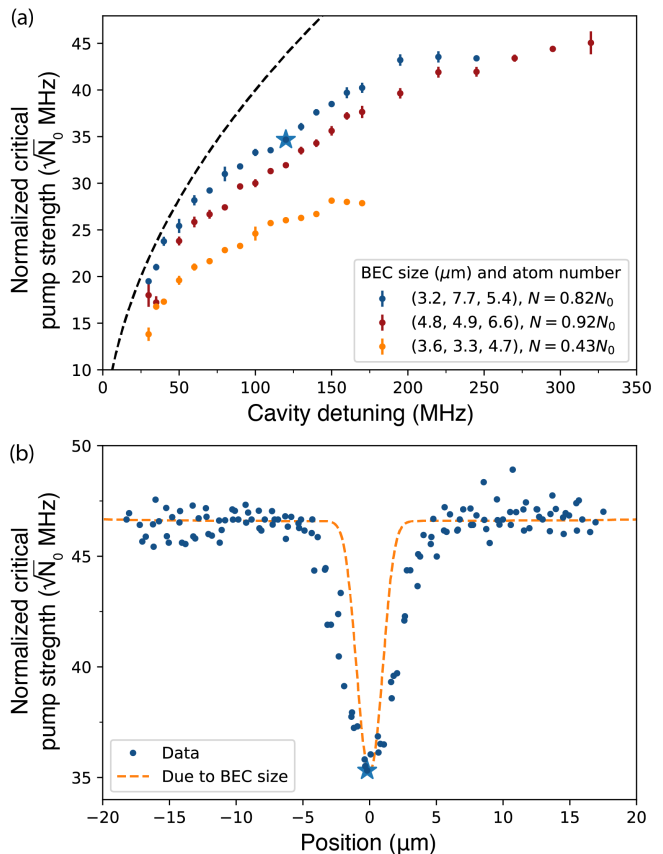 (a)
Normalized critical
pump strength (√N₀ MHz)
45
40
35
30
25
20
15
10
BEC size (μm) and atom number
(3.2, 7.7, 5.4), N = 0.82N₀
(4.8, 4.9, 6.6), N = 0.92N₀
(3.6, 3.3, 4.7), N = 0.43N₀
0 50 100 150 200 250 300 350
Cavity detuning (MHz)
(b)
Normalized critical
pump stregnth (√N₀ MHz)
50
45
40
35
Data
Due to BEC size
−20 −15 −10 −5 0 5 10 15 20
Position (μm)